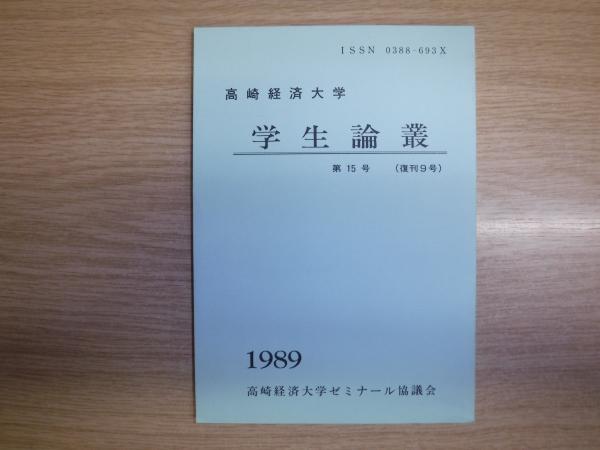 ISSN 0388-693X
高崎経済大学
学生論叢
第15号 (復刊9号)
1989
高崎経済大学ゼミナール協議会